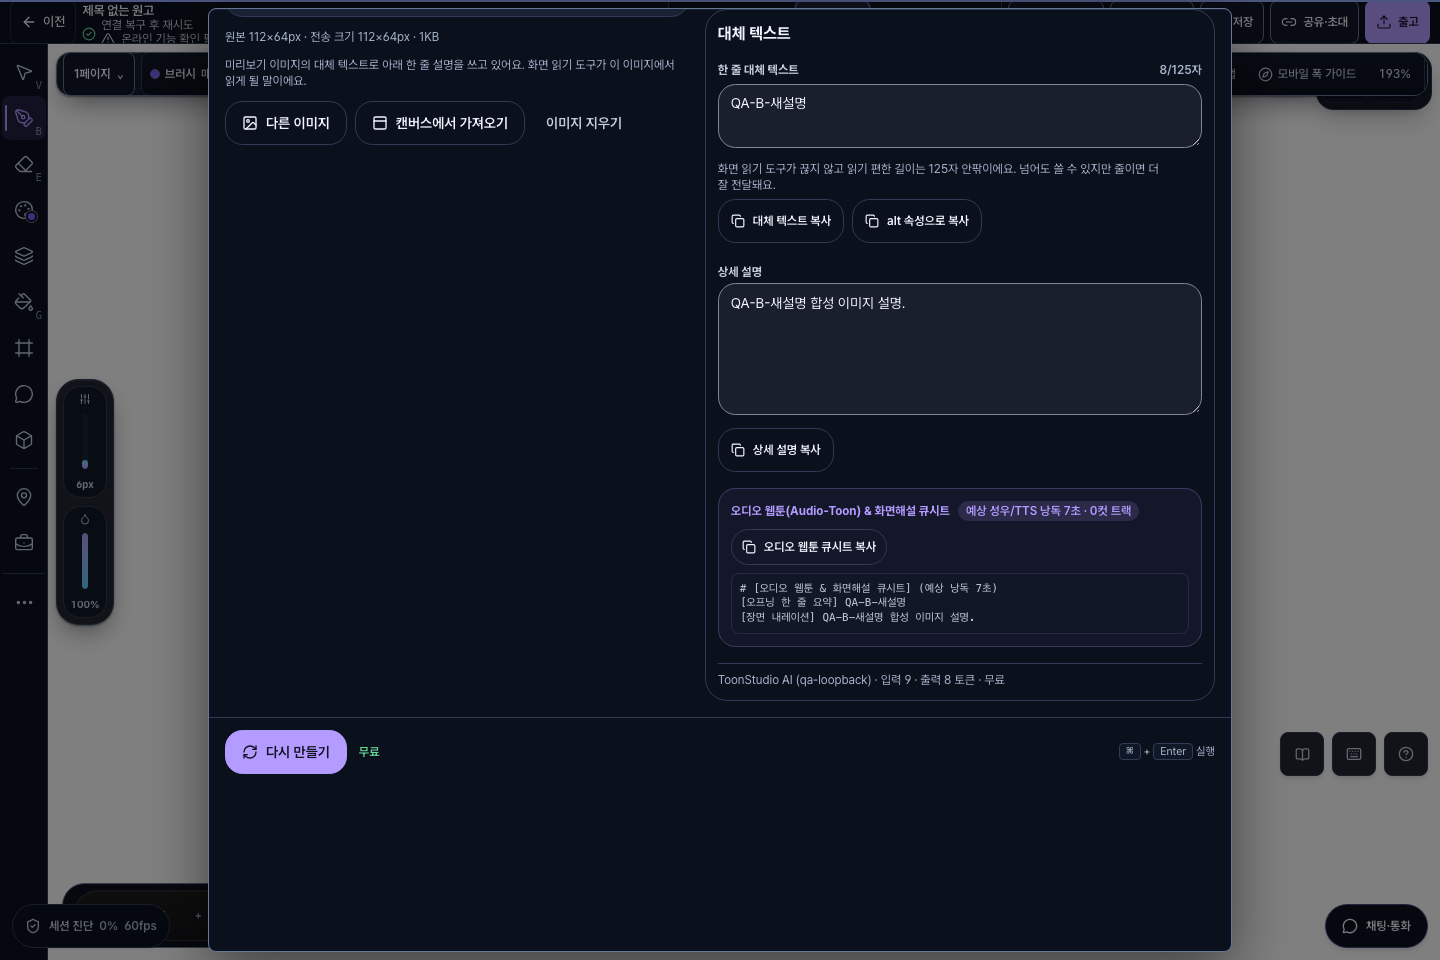 이전
제목 없는 원고
연결 복구 후 재시도
저장
공유·초대
출고
1페이지
브러시
모바일 폭 가이드
193%
V
B
E
G
6px
100%
원본 112×64px · 전송 크기 112×64px · 1KB
미리보기 이미지의 대체 텍스트로 아래 한 줄 설명을 쓰고 있어요. 화면 읽기 도구가 이 이미지에서
읽게 될 말이에요.
다른 이미지
캔버스에서 가져오기
이미지 지우기
대체 텍스트
한 줄 대체 텍스트
8/125자
QA-B-새설명
화면 읽기 도구가 끊지 않고 읽기 편한 길이는 125자 안팎이에요. 넘어도 쓸 수 있지만 줄이면 더
잘 전달돼요.
대체 텍스트 복사
alt 속성으로 복사
상세 설명
QA-B-새설명 합성 이미지 설명.
상세 설명 복사
오디오 웹툰(Audio-Toon) & 화면해설 큐시트
예상 성우/TTS 낭독 7초 · 0컷 트랙
오디오 웹툰 큐시트 복사
# [오디오 웹툰 & 화면해설 큐시트] (예상 낭독 7초)
[오프닝 한 줄 요약] QA-B-새설명
[장면 내레이션] QA-B-새설명 합성 이미지 설명.
ToonStudio AI (qa-loopback) · 입력 9 · 출력 8 토큰 · 무료
다시 만들기
무료
⌘ + Enter 실행
세션 진단 0% 60fps
채팅·통화